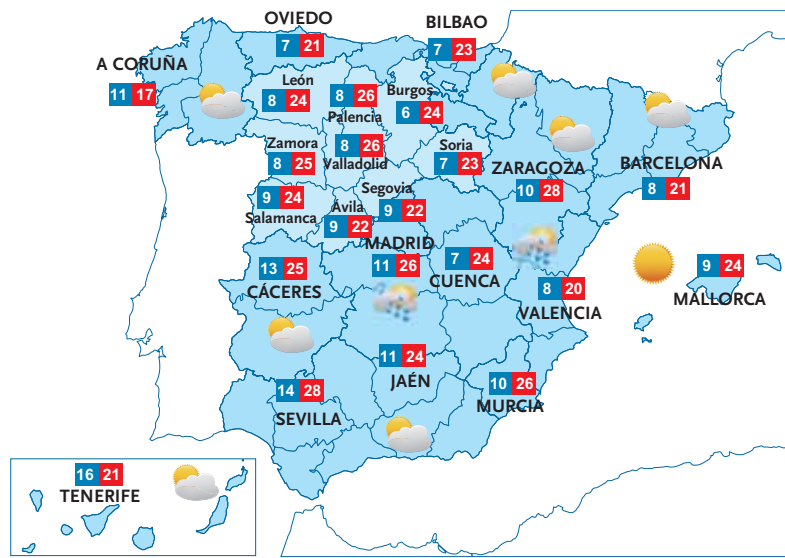 OVIEDO
7 21
BILBAO
7 23
A CORUÑA
11 17
León
8 24
8 26
Palencia
Burgos
6 24
Zamora
8 25
8 26
Valladolid
Soria
7 23
ZARAGOZA
10 28
BARCELONA
8 21
9 24
Salamanca
Ávila
9 22
Segovia
9 22
MADRID
11 26
7 24
CUENCA
13 25
CÁCERES
8 20
VALENCIA
9 24
MALLORCA
11 24
JAÉN
14 28
SEVILLA
10 26
MURCIA
16 21
TENERIFE